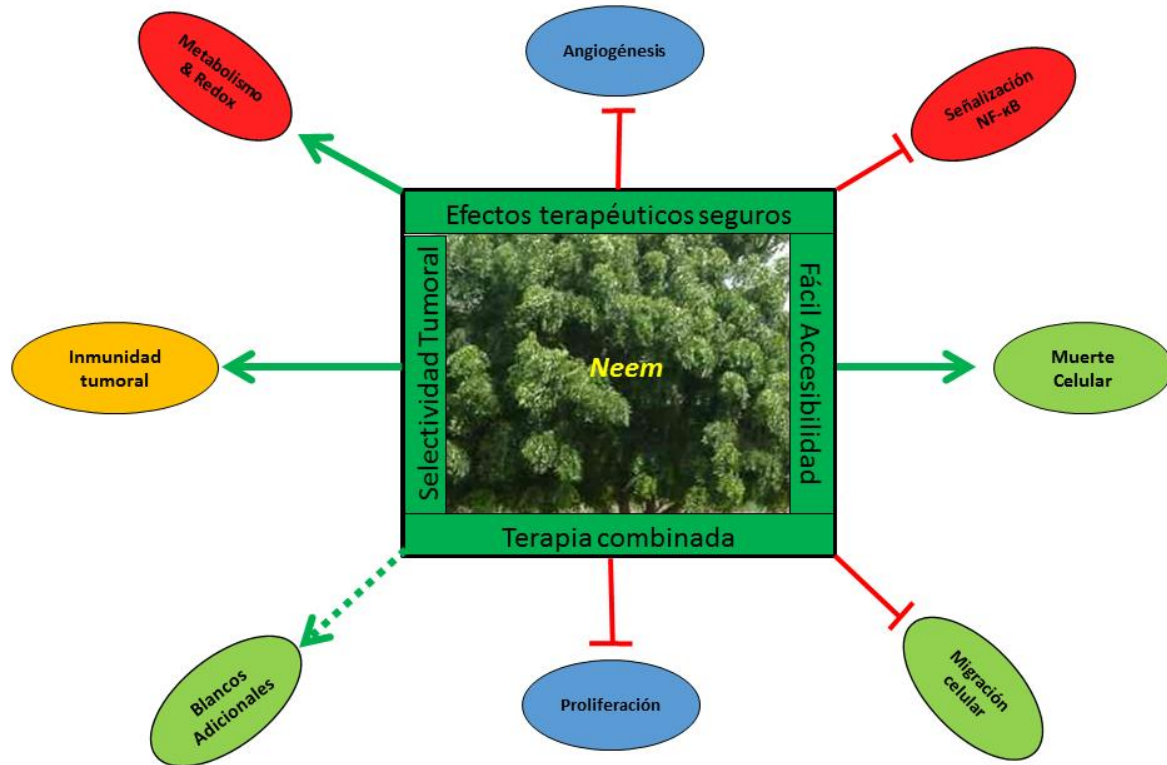 Angiogénesis
Metabolismo
& Redox
Señalización
NF-κB
Efectos terapéuticos seguros
Selectividad Tumoral
Neem
Fácil Accesibilidad
Inmunidad
tumoral
Muerte
Celular
Terapia combinada
Blancos
Adicionales
Proliferación
Migración
celular